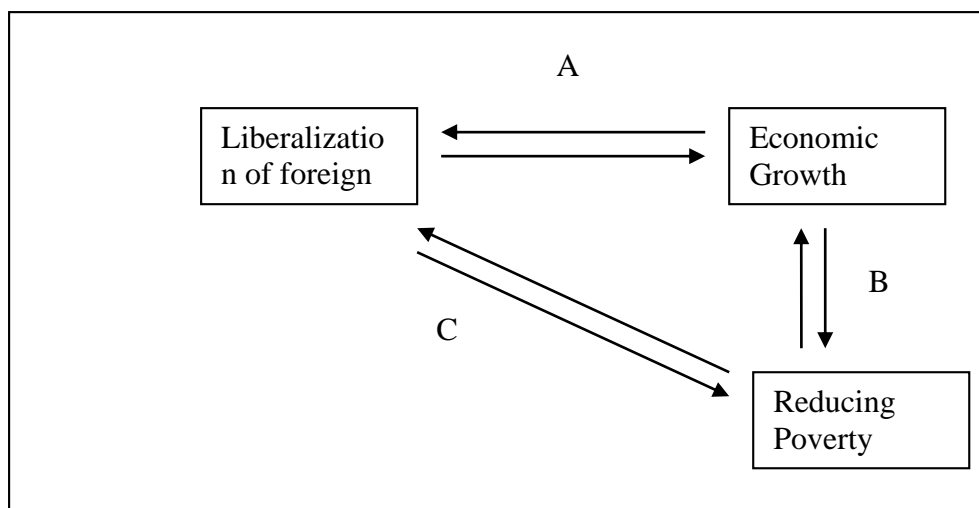 A
Liberalizatio
n of foreign
Economic
Growth
B
C
Reducing
Poverty